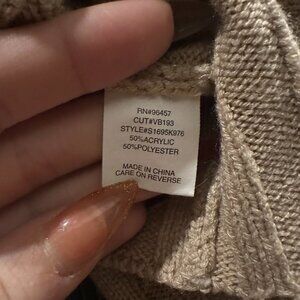 RN#96457
CUT#VB193
STYLE#S1695K976
50%ACRYLIC
50%POLYESTER
MADE IN CHINA
CARE ON REVERSE